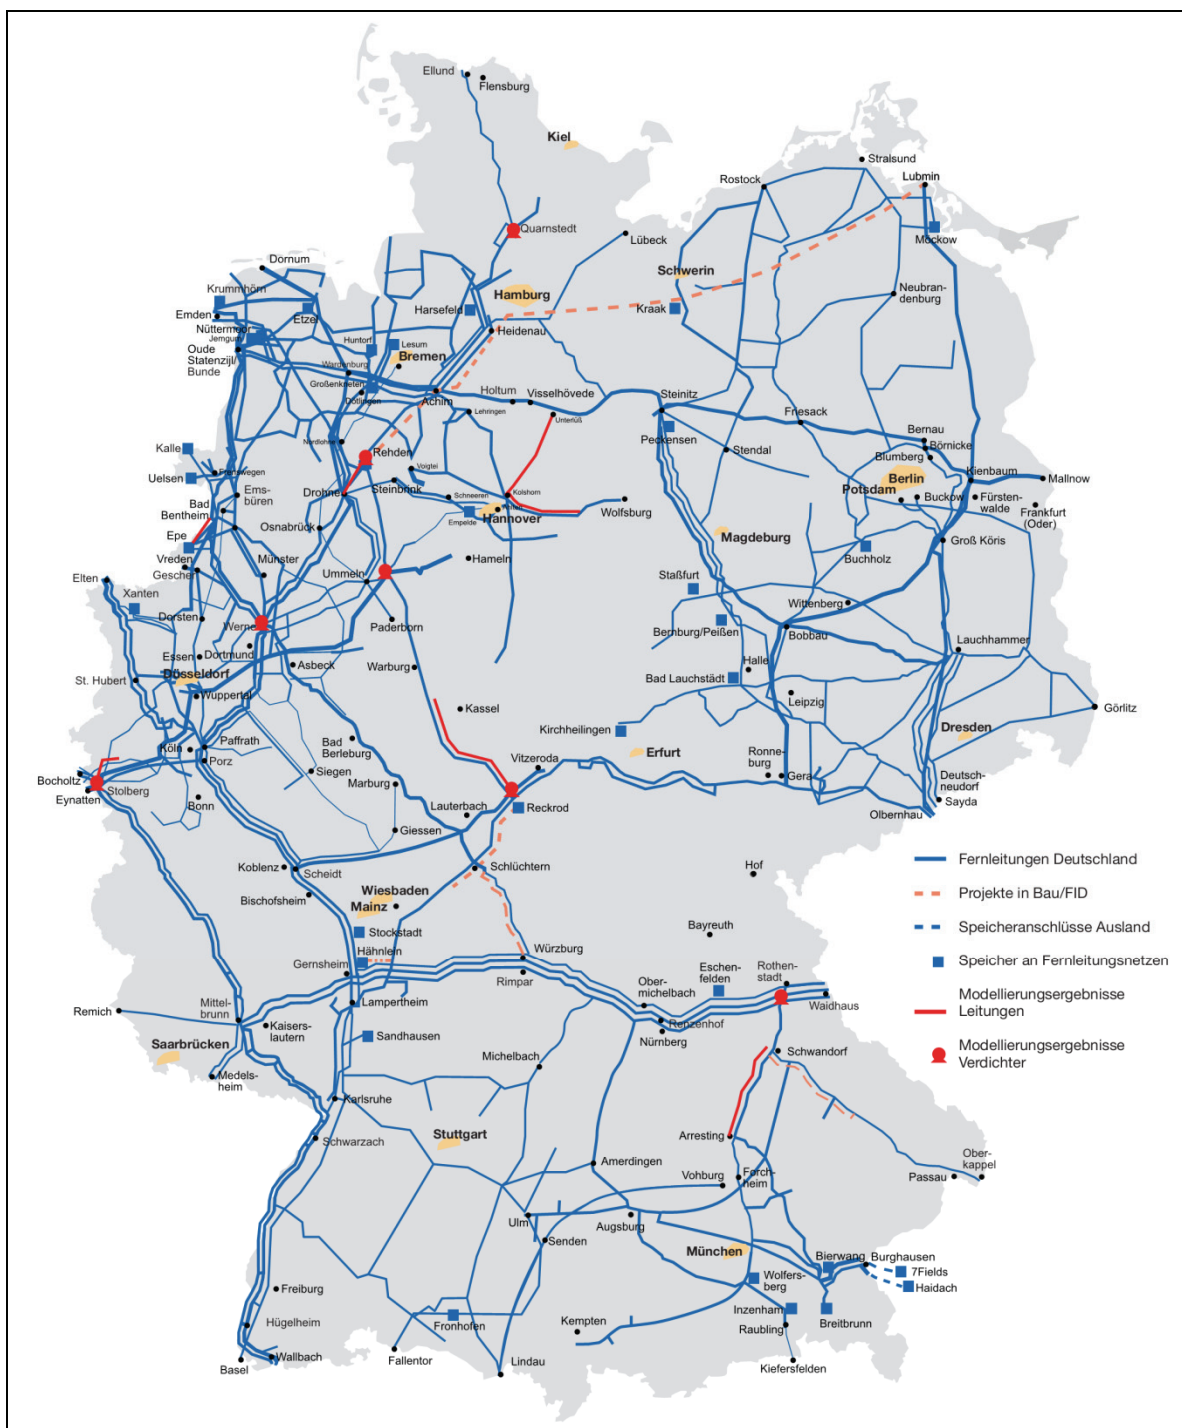 Ellund
Flensburg
Kiel
Stralsund
Rostock
Lubmin
Quarnstedt
Lübeck
Möckow
Dornum
Schwerin
Krummhörn
Hamburg
Neubran-
denburg
Emden
Etzel
Harsefeld
Kraak
Nüttermoor
Jemgum
Heidenau
Huntorf
Lesum
Oude
Statenzijl/
Bunde
Bremen
Wardenburg
Großenkneten
Dötlingen
Achim
Holtum
Visselhövede
Steinitz
Lehringen
Unterlüß
Friesack
Peckensen
Bernau
Börnicke
Nordlohne
Kalle
Rehden
Stendal
Blumberg
Frenswegen
Voigtei
Berlin
Kienbaum
Mallnow
Uelsen
Ems-
büren
Drohne
Steinbrink
Schneeren
Kolshorn
Potsdam
Buckow
Fürsten-
walde
Frankfurt
(Oder)
Bad
Bentheim
Osnabrück
Empelde
Hannover
Wolfsburg
Epe
Magdeburg
Groß Köris
Vreden
Münster
Buchholz
Gescher
Ummeln
Hameln
Elten
Staßfurt
Xanten
Wittenberg
Dorsten
Werne
Paderborn
Bernburg/Peißen
Bobbau
Essen
Dortmund
Asbeck
Warburg
Lauchhammer
Halle
Düsseldorf
St. Hubert
Bad Lauchstädt
Wuppertal
Leipzig
Kassel
Görlitz
Kirchheilingen
Dresden
Köln
Paffrath
Bad
Berleburg
Erfurt
Ronne-
burg
Porz
Vitzeroda
Bocholtz
Siegen
Gera
Deutsch-
neudorf
Stolberg
Marburg
Eynatten
Bonn
Lauterbach
Reckrod
Sayda
Olbernhau
Giessen
Fernleitungen Deutschland
Koblenz
Scheidt
Schlüchtern
Hof
Wiesbaden
Projekte in Bau/FID
Bischofsheim
Mainz
Stockstadt
Bayreuth
Speicheranschlüsse Ausland
Hähnlein
Würzburg
Speicher an Fernleitungsnetzen
Gernsheim
Rimpar
Eschen-
felden
Rothen-
stadt
Ober-
michelbach
Modellierungsergebnisse
Leitungen
Mittel-
brunn
Lampertheim
Waidhaus
Remich
Kaisers-
lautern
Renzenhof
Sandhausen
Nürnberg
Saarbrücken
Michelbach
Schwandorf
Modellierungsergebnisse
Verdichter
Medels-
heim
Karlsruhe
Stuttgart
Arresting
Schwarzach
Ober-
kappel
Amerdingen
Vohburg
Forch-
heim
Passau
Ulm
Augsburg
Senden
München
Bierwang
Burghausen
7Fields
Wolfers-
berg
Haidach
Freiburg
Inzenham
Breitbrunn
Hügelheim
Fronhofen
Kempten
Raubling
Basel
Wallbach
Fallentor
Lindau
Kiefersfelden